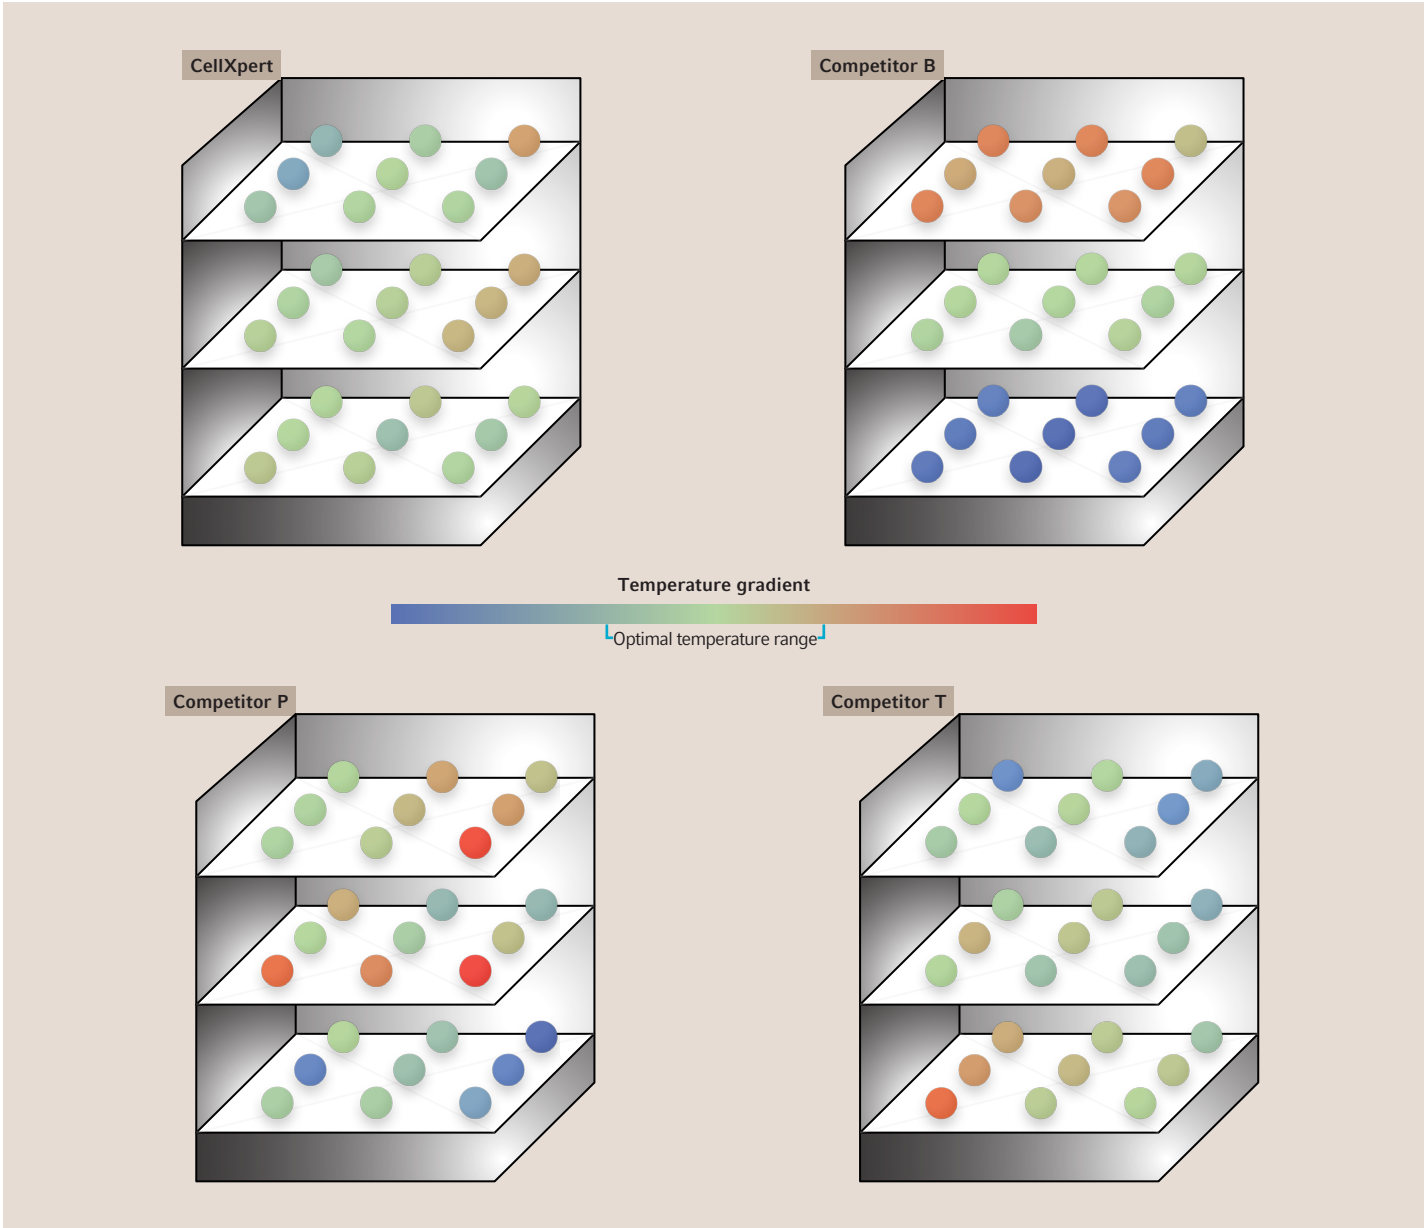 CellXpert
Competitor B
Temperature gradient
Optimal temperature range
Competitor P
Competitor T